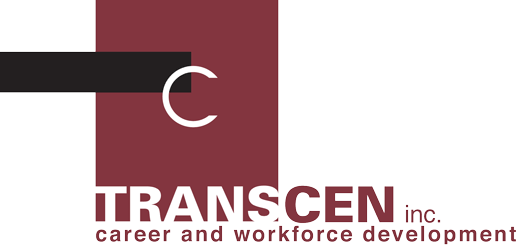 C
TRANSCEN inc.
career and workforce development